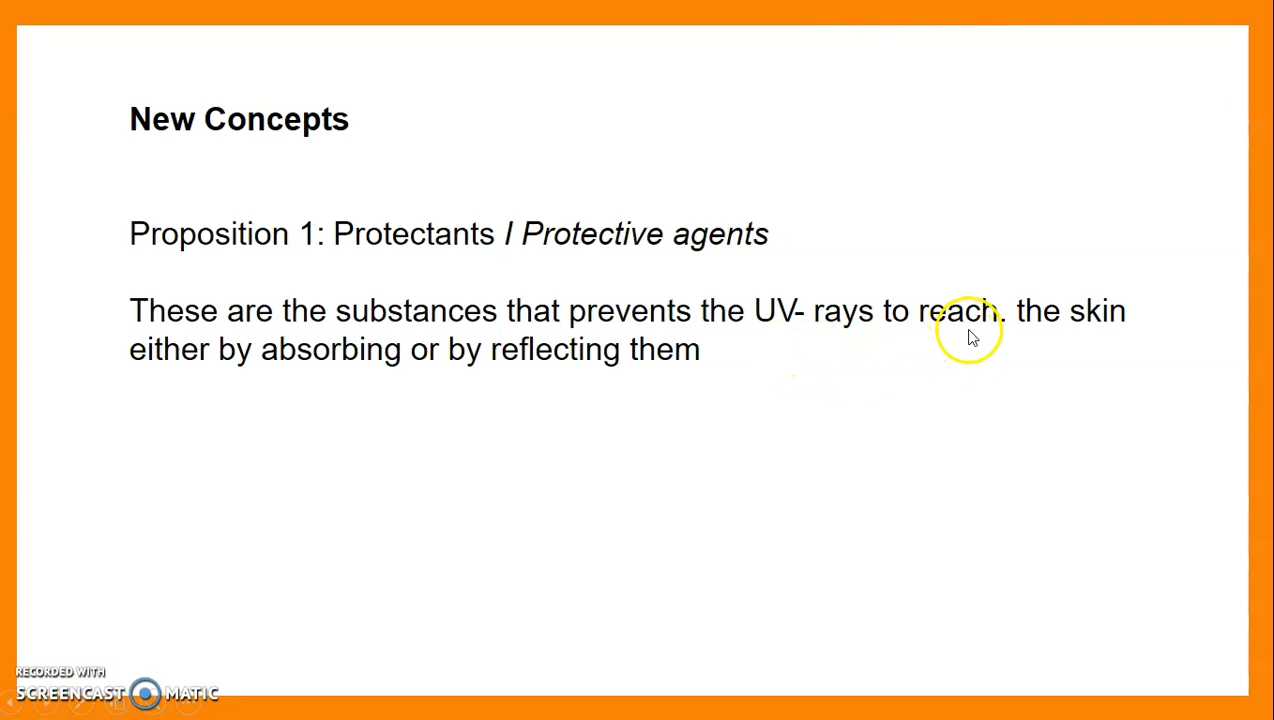 New Concepts
Proposition 1: Protectants I Protective agents
These are the substances that prevents the UV- rays to reach. the skin
either by absorbing or by reflecting them
RECORDED WITH
SCREENCAST MATIC